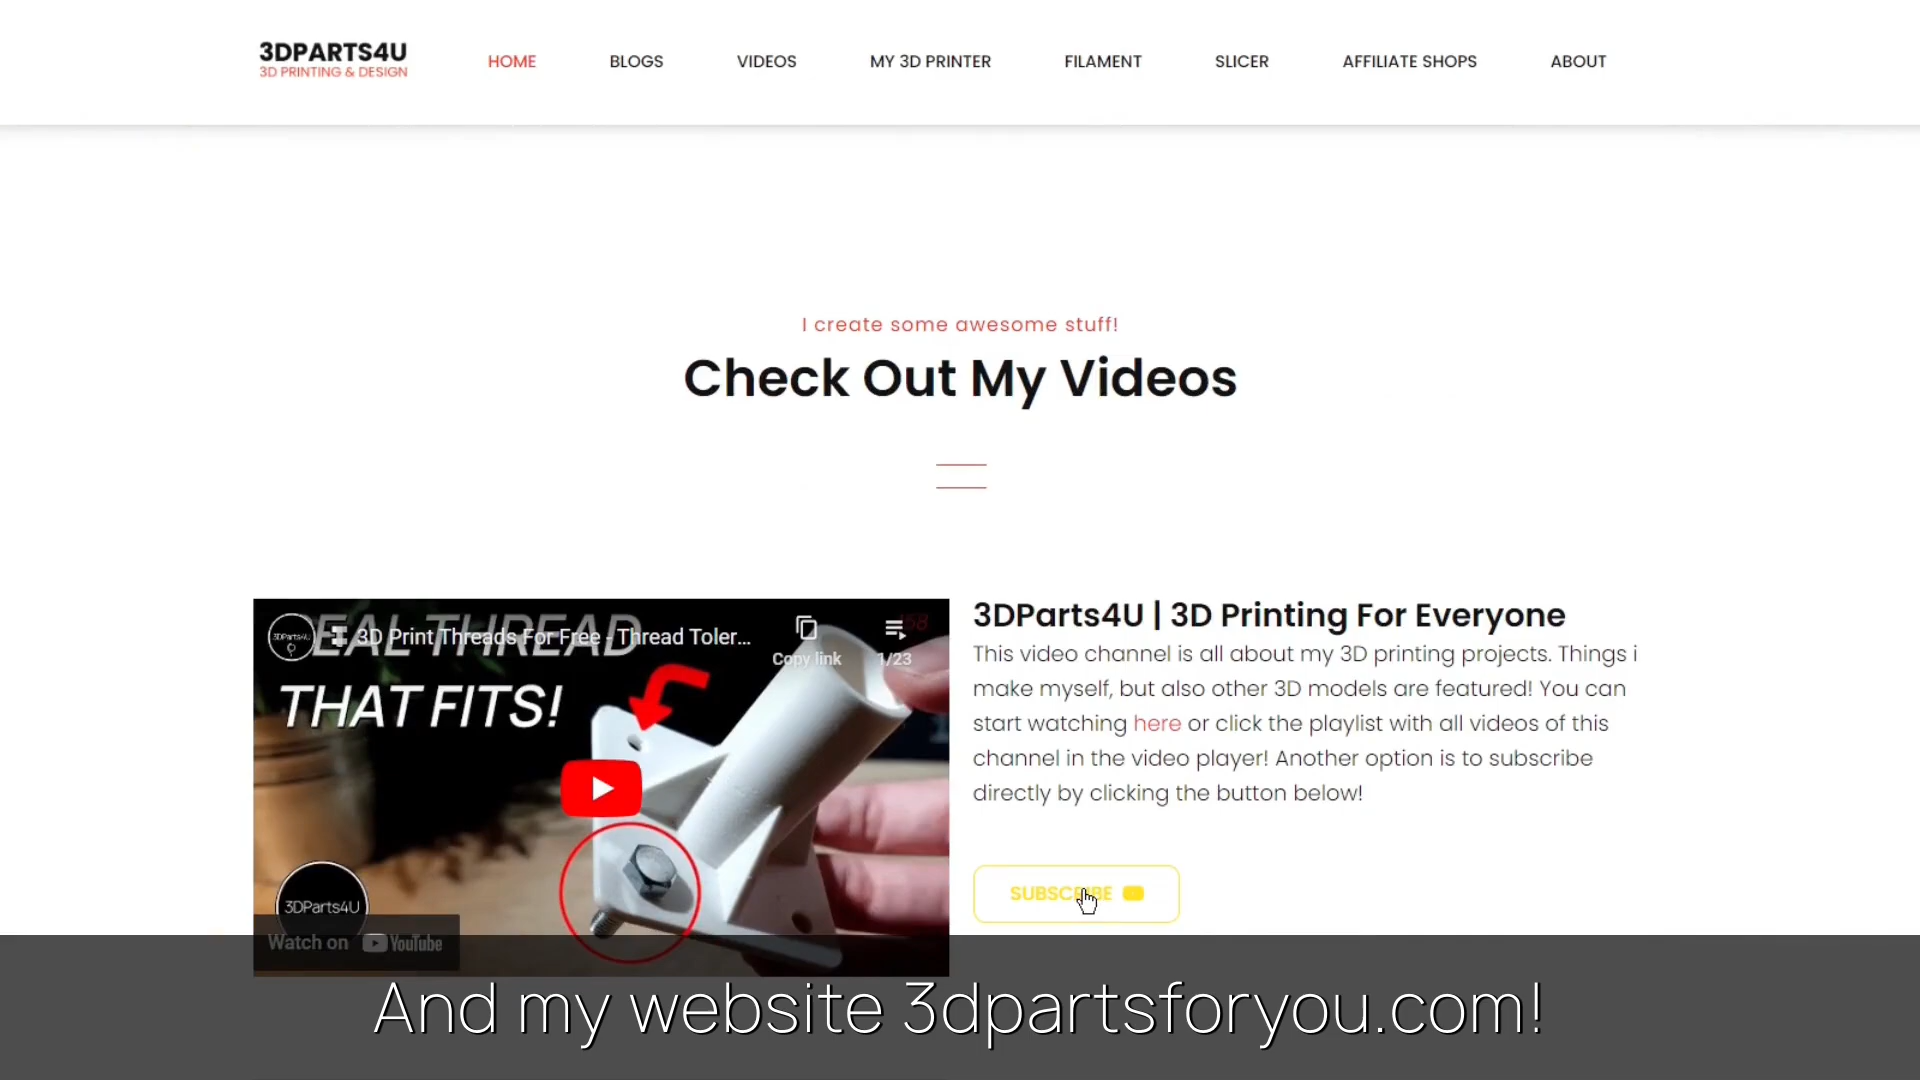 3DPARTS4U
3D PRINTING & DESIGN
HOME
BLOGS
VIDEOS
MY 3D PRINTER
FILAMENT
SLICER
AFFILIATE SHOPS
ABOUT
I create some awesome stuff!
Check Out My Videos
3DParts4U
3D Print Threads For Free - Thread Toler...
Copy link
1/23
THREAD
THAT FITS!
3DParts4U
Watch on YouTube
3DParts4U | 3D Printing For Everyone
This video channel is all about my 3D printing projects. Things i
make myself, but also other 3D models are featured! You can
start watching here or click the playlist with all videos of this
channel in the video player! Another option is to subscribe
directly by clicking the button below!
SUBSCRIBE
And my website 3dpartsforyou.com!